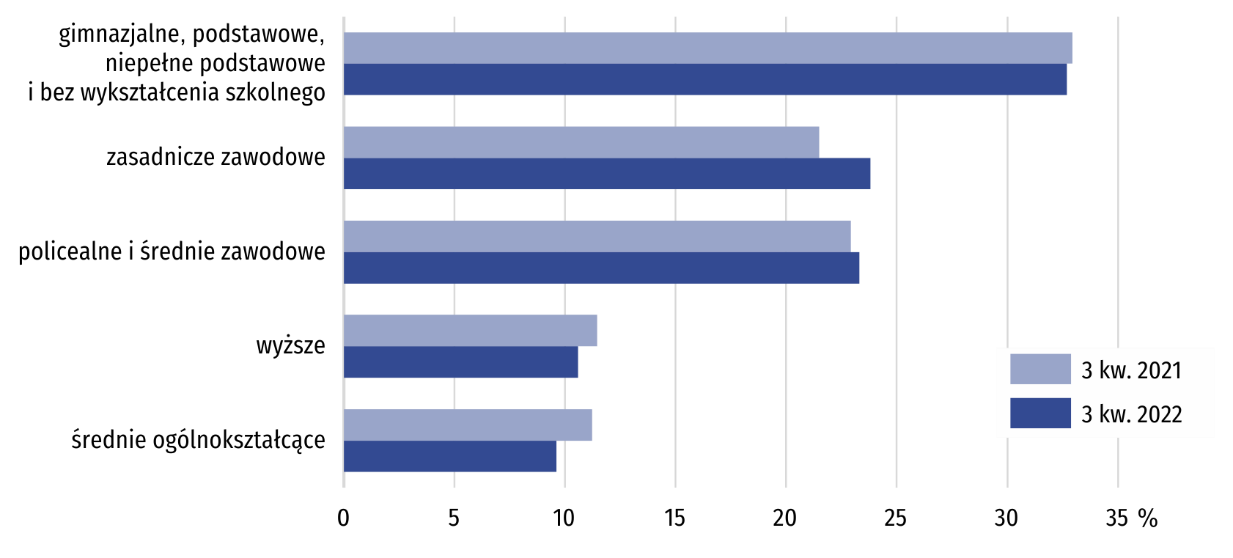 gimnazjalne, podstawowe,
niepełne podstawowe
i bez wykształcenia szkolnego
zasadnicze zawodowe
policealne i średnie zawodowe
wyższe
średnie ogólnokształcące
3 kw. 2021
3 kw. 2022
0 5 10 15 20 25 30 35 %